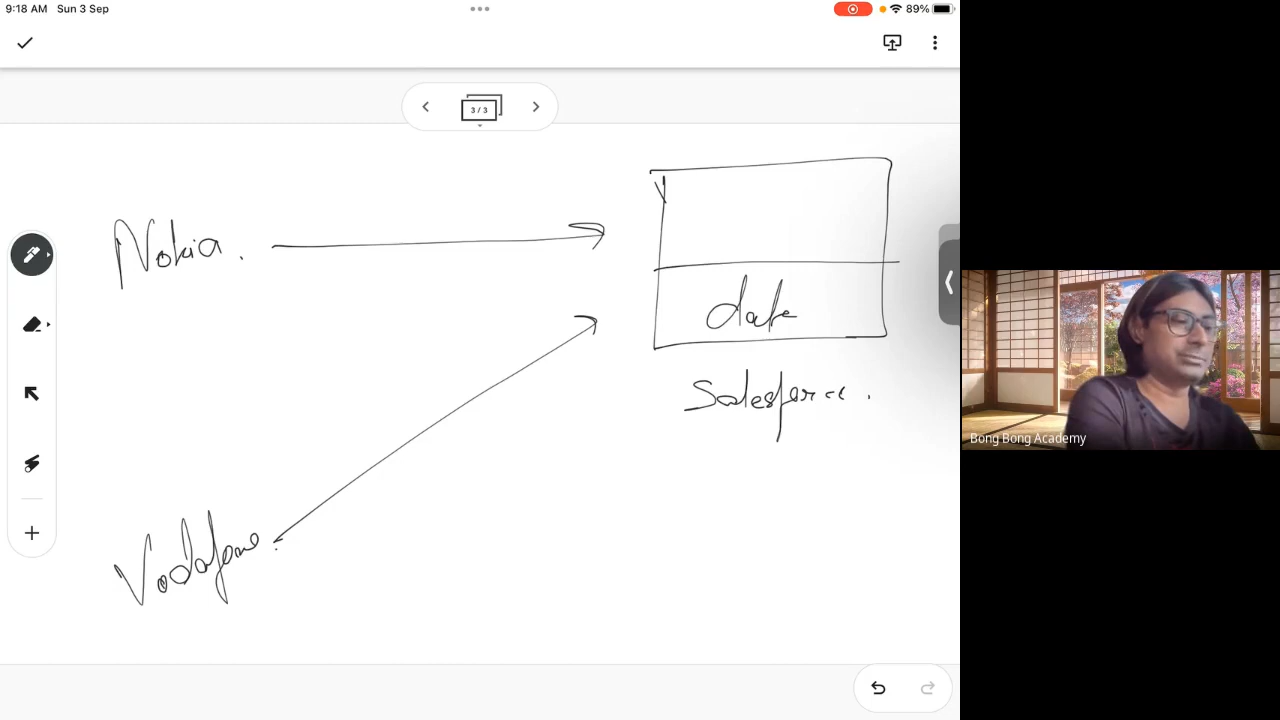 9:18 AM Sun 3 Sep
89%
3 / 3
Nokia.
data
Salesforce.
Vodafone.
Bong Bong Academy